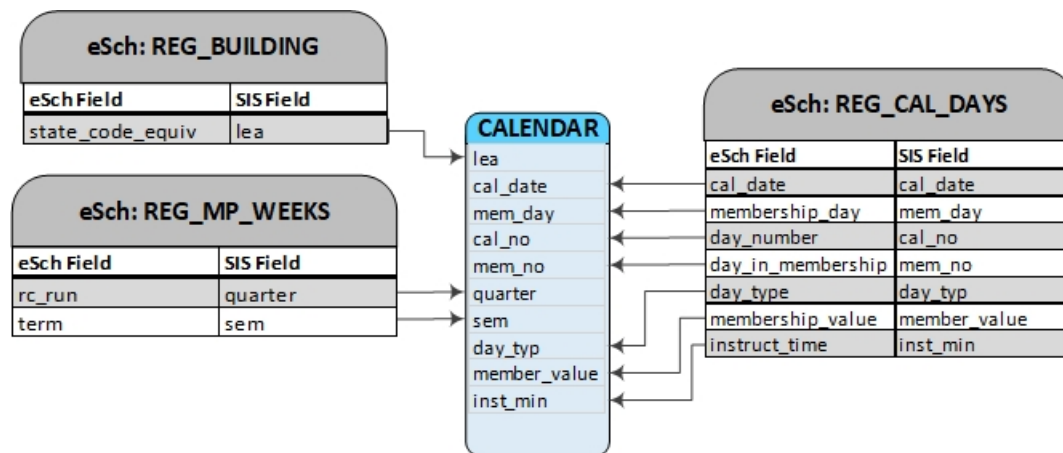 eSch: REG_BUILDING
eSch Field SIS Field
state_code_equiv lea
eSch: REG_MP_WEEKS
eSch Field SIS Field
rc_run quarter
term sem
CALENDAR
lea
cal_date
mem_day
cal_no
mem_no
quarter
sem
day_typ
member_value
inst_min
eSch: REG_CAL_DAYS
eSch Field SIS Field
cal_date cal_date
membership_day mem_day
day_number cal_no
day_in_membership mem_no
day_type day_typ
membership_value member_value
instruct_time inst_min